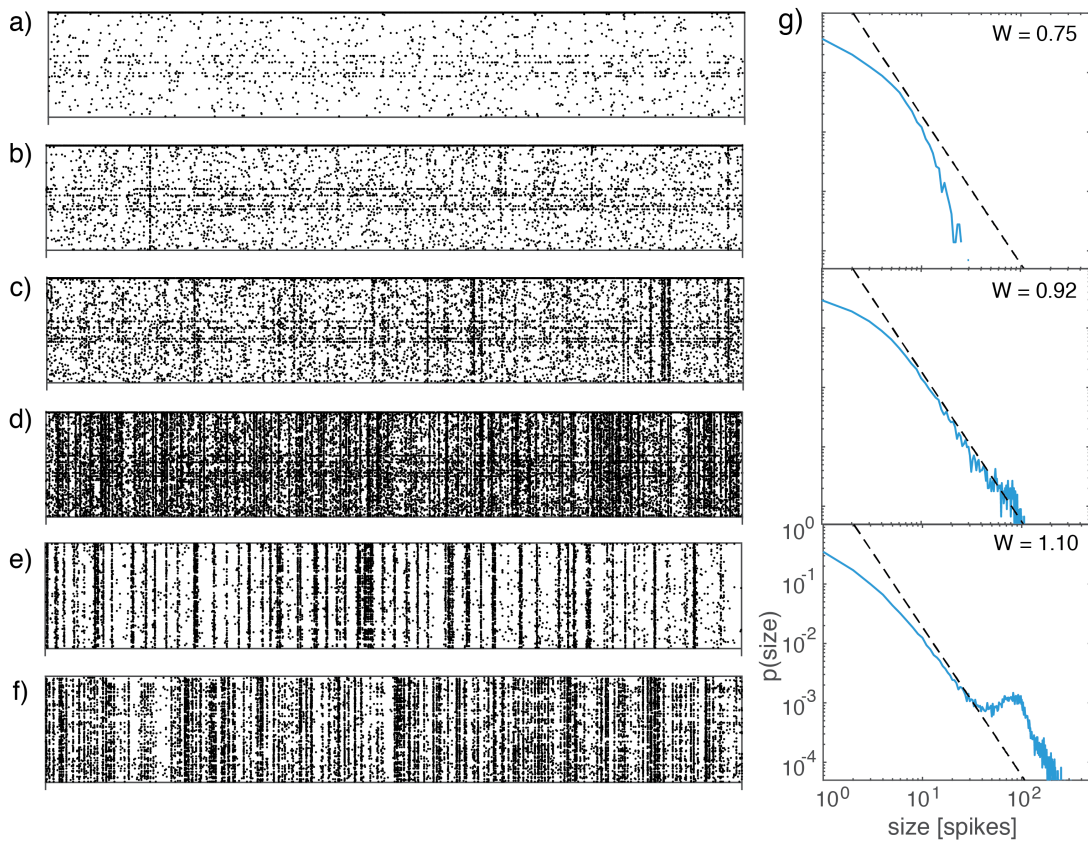 a)
b)
c)
d)
e)
f)
g)
W = 0.75
W = 0.92
10^0
W = 1.10
10^-1
10^-2
10^-3
10^-4
p(size)
10^0 10^1 10^2
size [spikes]